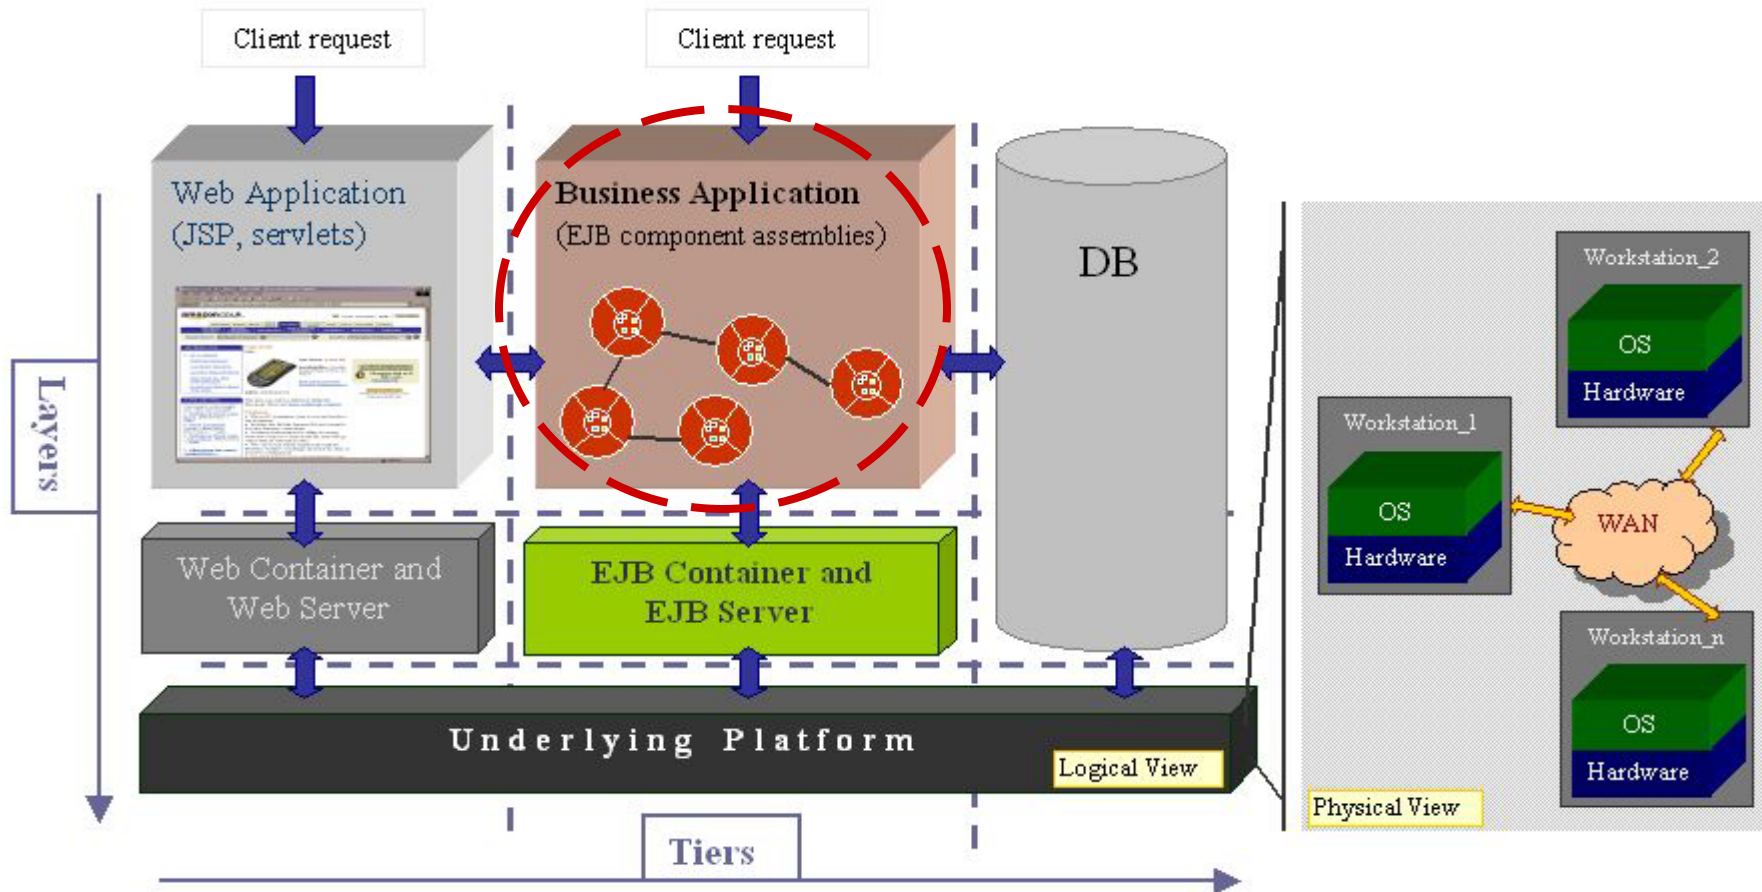 Client request
Client request
Web Application
(JSP, servlets)
Business Application
(EJB component assemblies)
DB
Layers
Web Container and
Web Server
EJB Container and
EJB Server
Underlying Platform
Logical View
Tiers
Workstation_2
OS
Hardware
Workstation_1
OS
Hardware
WAN
Workstation_n
OS
Hardware
Physical View